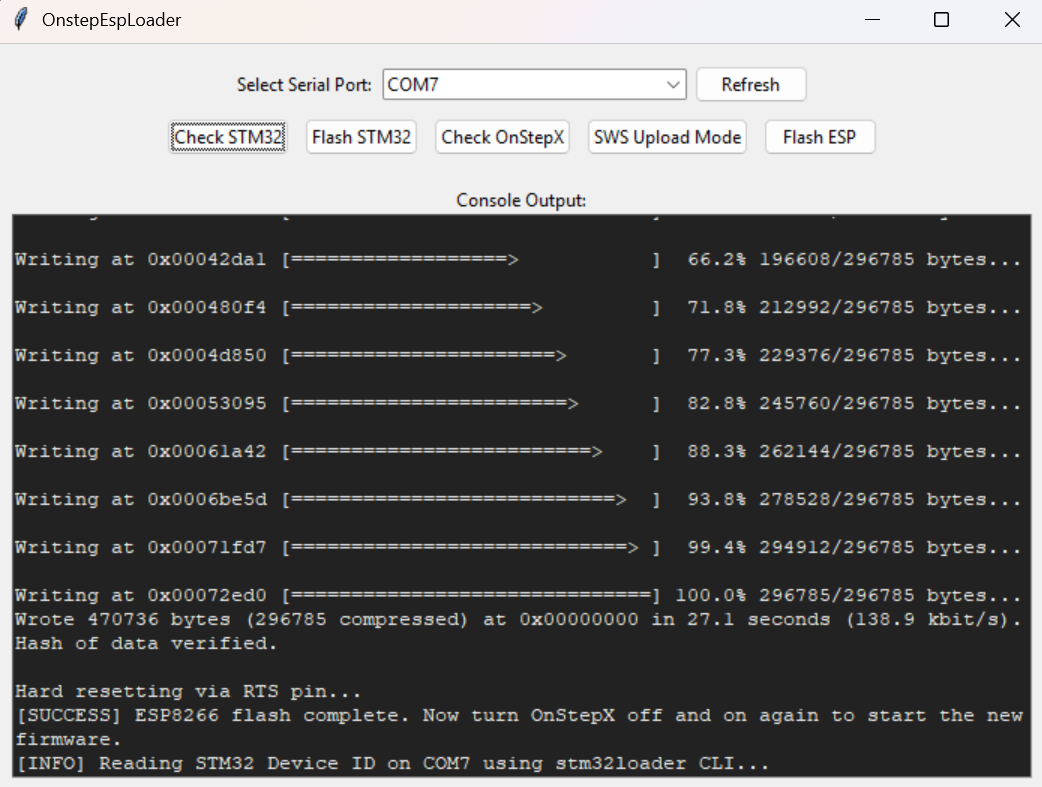 OnstepEspLoader
Select Serial Port: COM7 Refresh
Check STM32 Flash STM32 Check OnStepX SWS Upload Mode Flash ESP
Console Output:
Writing at 0x00042da1 [==================>           ]  66.2% 196608/296785 bytes...
Writing at 0x000480f4 [====================>         ]  71.8% 212992/296785 bytes...
Writing at 0x0004d850 [======================>       ]  77.3% 229376/296785 bytes...
Writing at 0x00053095 [=======================>      ]  82.8% 245760/296785 bytes...
Writing at 0x00061a42 [=========================>    ]  88.3% 262144/296785 bytes...
Writing at 0x0006be5d [===========================>  ]  93.8% 278528/296785 bytes...
Writing at 0x00071fd7 [============================> ]  99.4% 294912/296785 bytes...
Writing at 0x00072ed0 [==============================] 100.0% 296785/296785 bytes...
Wrote 470736 bytes (296785 compressed) at 0x00000000 in 27.1 seconds (138.9 kbit/s).
Hash of data verified.
Hard resetting via RTS pin...
[SUCCESS] ESP8266 flash complete. Now turn OnStepX off and on again to start the new
firmware.
[INFO] Reading STM32 Device ID on COM7 using stm32loader CLI...